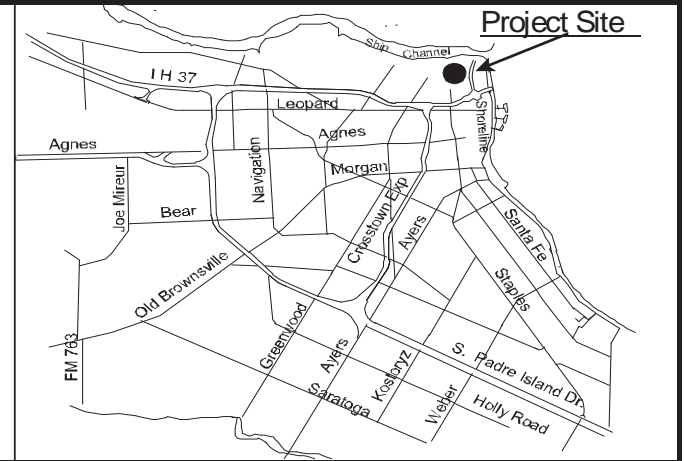 Project Site
Ship Channel
I H 37
Leopard
Shoreline
Agnes
Agnes
Navigation
Morgan
Joe Mireur
Bear
Crosstown Exp
Ayers
Santa Fe
Old Brownsville
Staples
FM 763
Greenwood
Ayers
Kostoryz
S. Padre Island Dr.
Saratoga
Weber
Holly Road